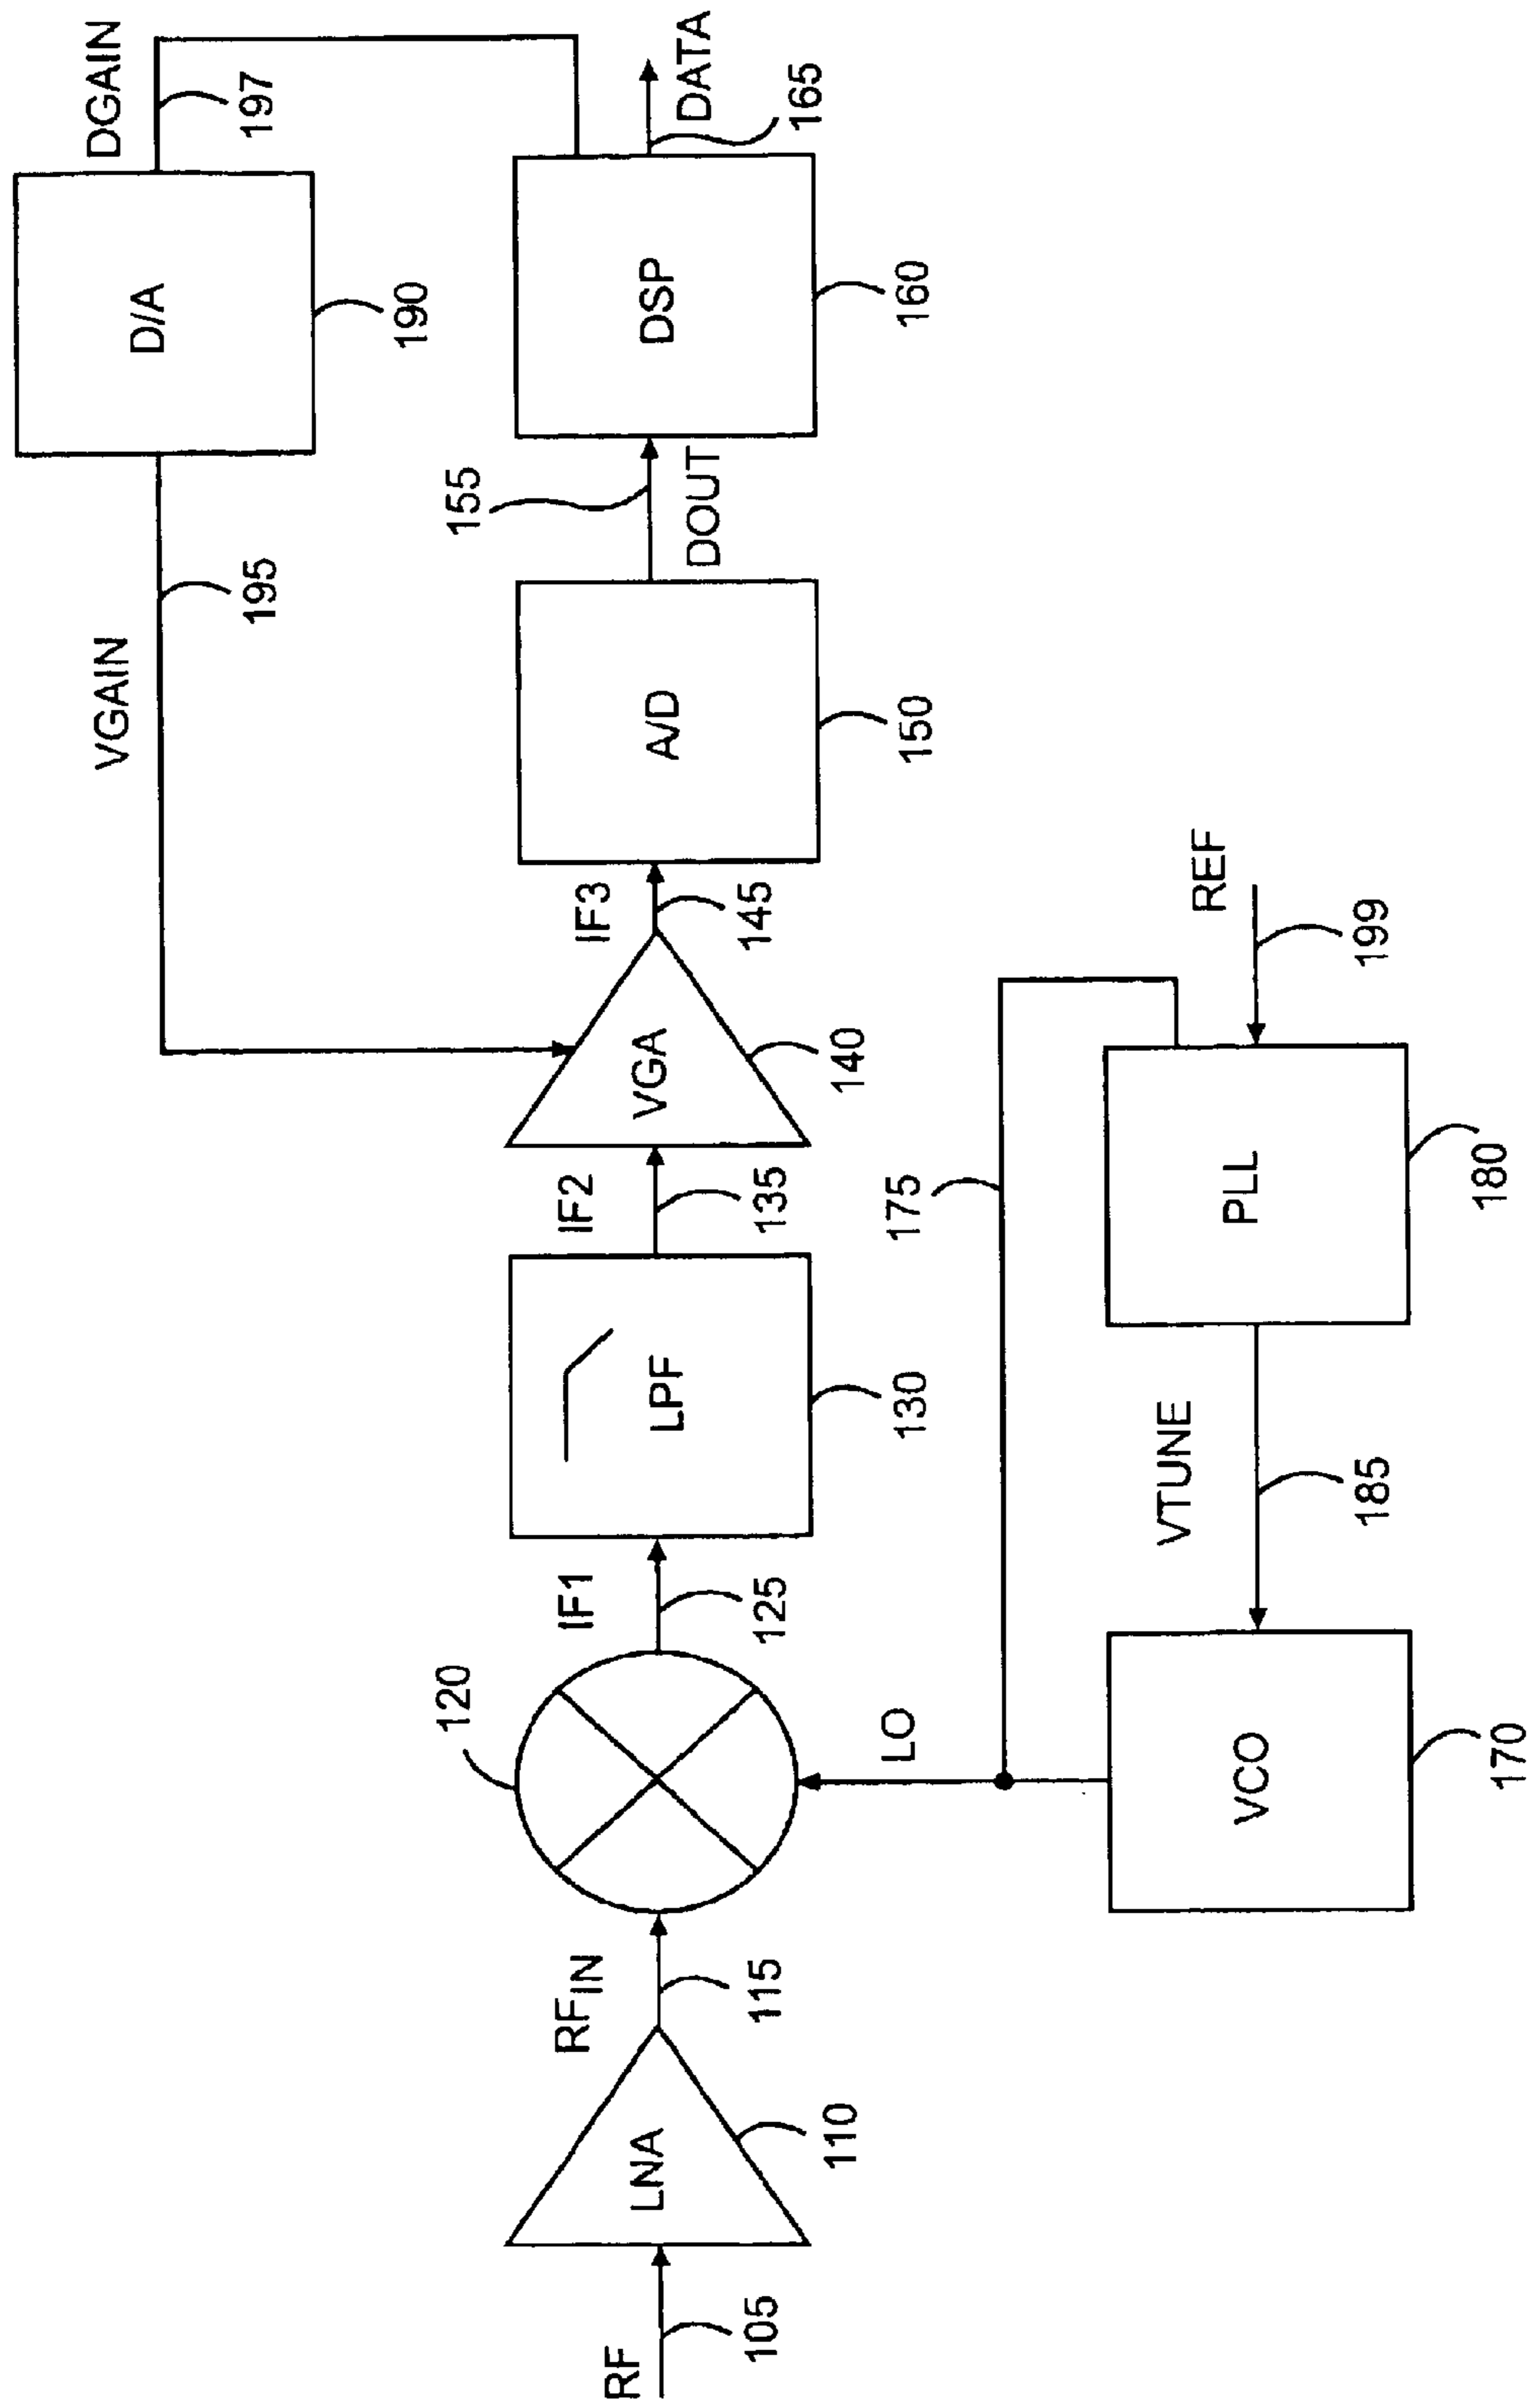 DGAIN
197
D/A
190
VGAIN
195
RF
105
LNA
110
RFIN
115
120
IF1
125
LPF
130
IF2
135
VGA
140
IF3
145
A/D
150
155
DOUT
DSP
160
DATA
165
LO
175
VCO
170
VTUNE
185
PLL
180
REF
199